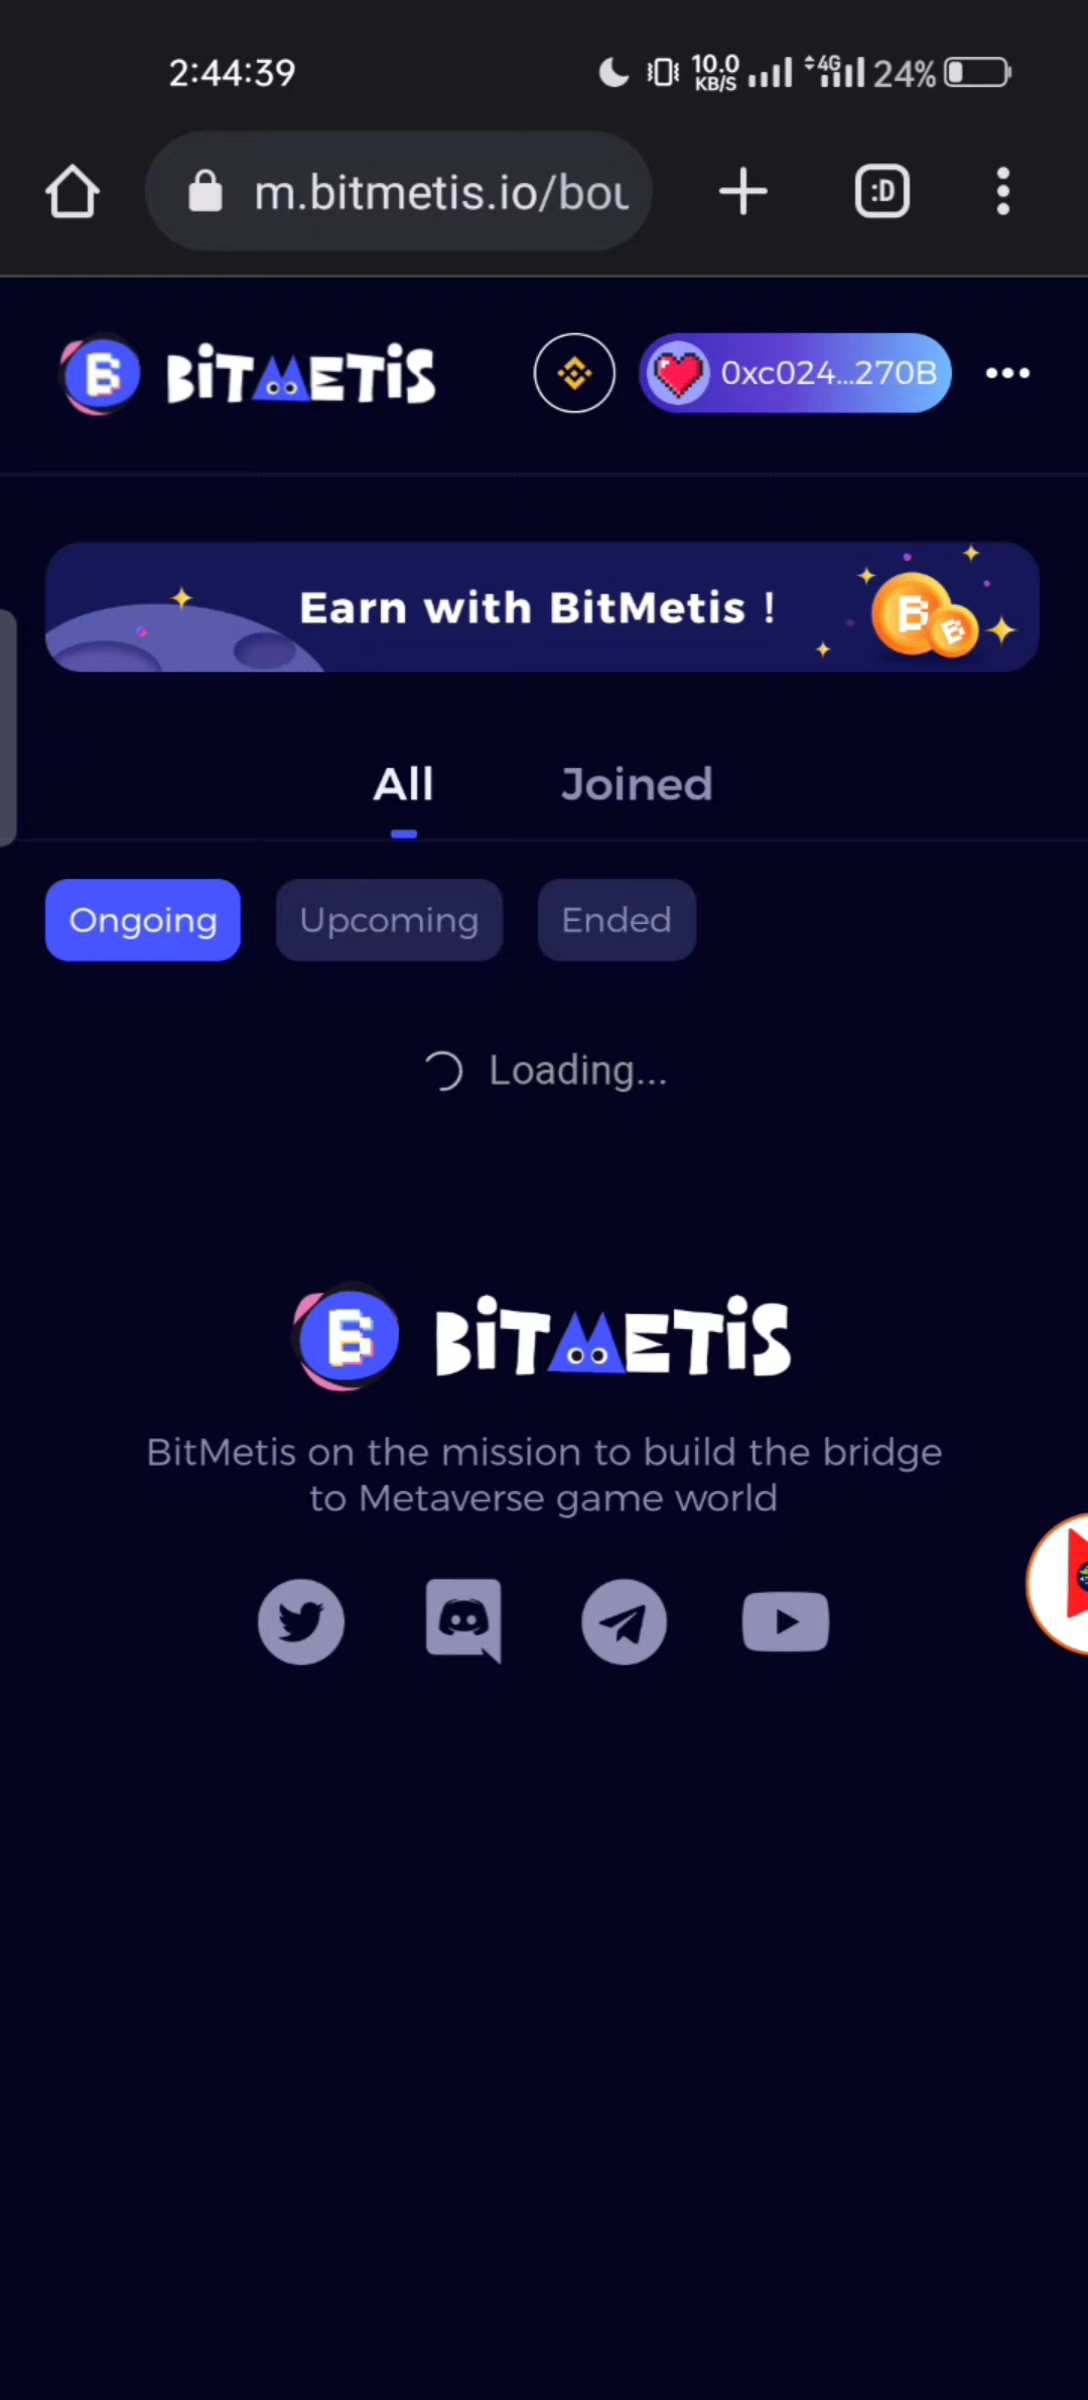 2:44:39
10.0
KB/S
4G
24%
m.bitmetis.io/bou
:D
BiTMETiS
0xc024...270B
Earn with BitMetis !
All
Joined
Ongoing
Upcoming
Ended
Loading...
BiTMETiS
BitMetis on the mission to build the bridge
to Metaverse game world